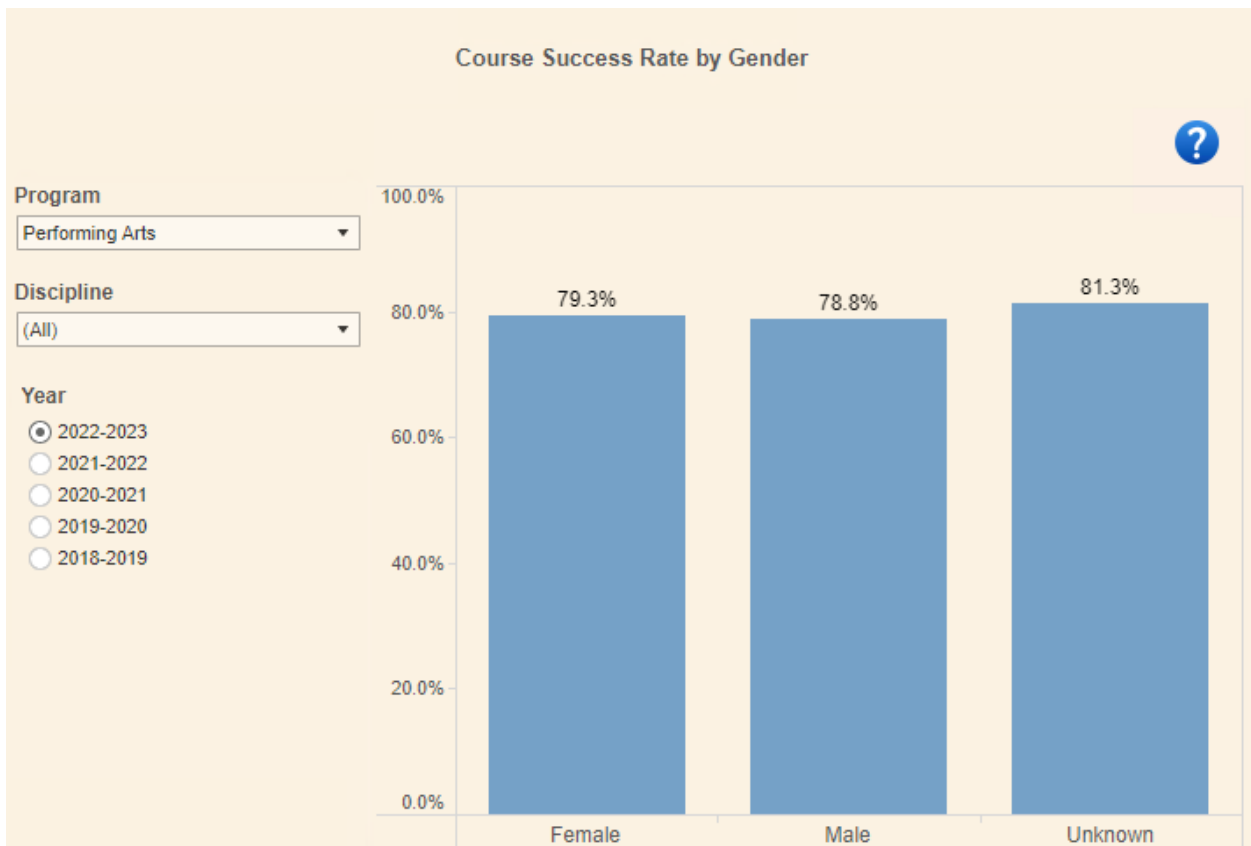 Course Success Rate by Gender
?
Program
Performing Arts
Discipline
(All)
Year
2022-2023
2021-2022
2020-2021
2019-2020
2018-2019
100.0%
80.0%
60.0%
40.0%
20.0%
0.0%
79.3%
78.8%
81.3%
Female Male Unknown